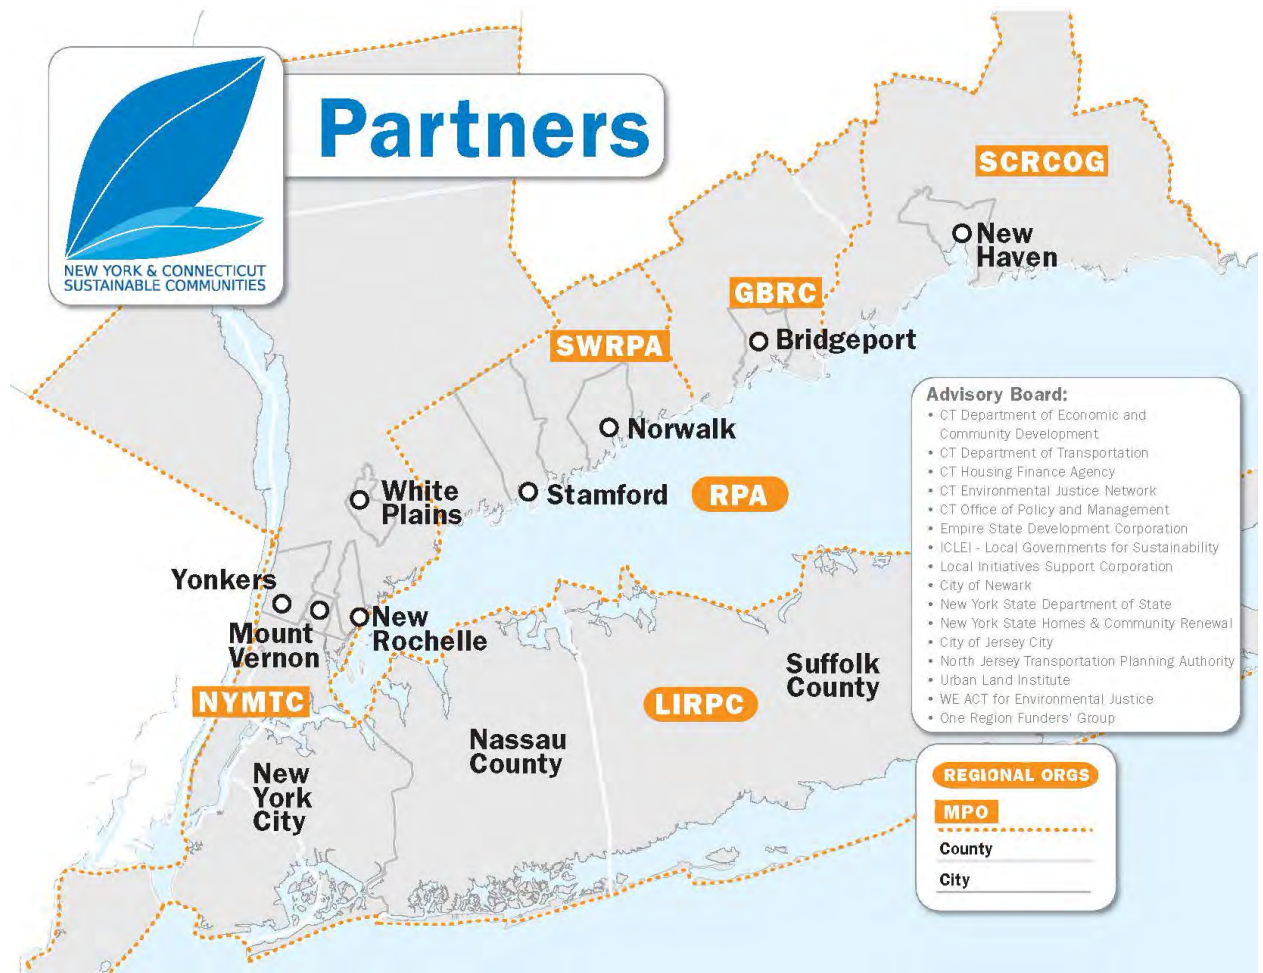 Partners
NEW YORK & CONNECTICUT
SUSTAINABLE COMMUNITIES
SCRCOG
New
Haven
GBRC
Bridgeport
SWRPA
Norwalk
White
Plains
Stamford
RPA
Yonkers
Mount
Vernon
New
Rochelle
NYMTC
Suffolk
County
LIRPC
Nassau
County
New
York
City
Advisory Board:
• CT Department of Economic and
Community Development
• CT Department of Transportation
• CT Housing Finance Agency
• CT Environmental Justice Network
• CT Office of Policy and Management
• Empire State Development Corporation
• ICLEI - Local Governments for Sustainability
• Local Initiatives Support Corporation
• City of Newark
• New York State Department of State
• New York State Homes & Community Renewal
• City of Jersey City
• North Jersey Transportation Planning Authority
• Urban Land Institute
• WE ACT for Environmental Justice
• One Region Funders' Group
REGIONAL ORGS
MPO
County
City